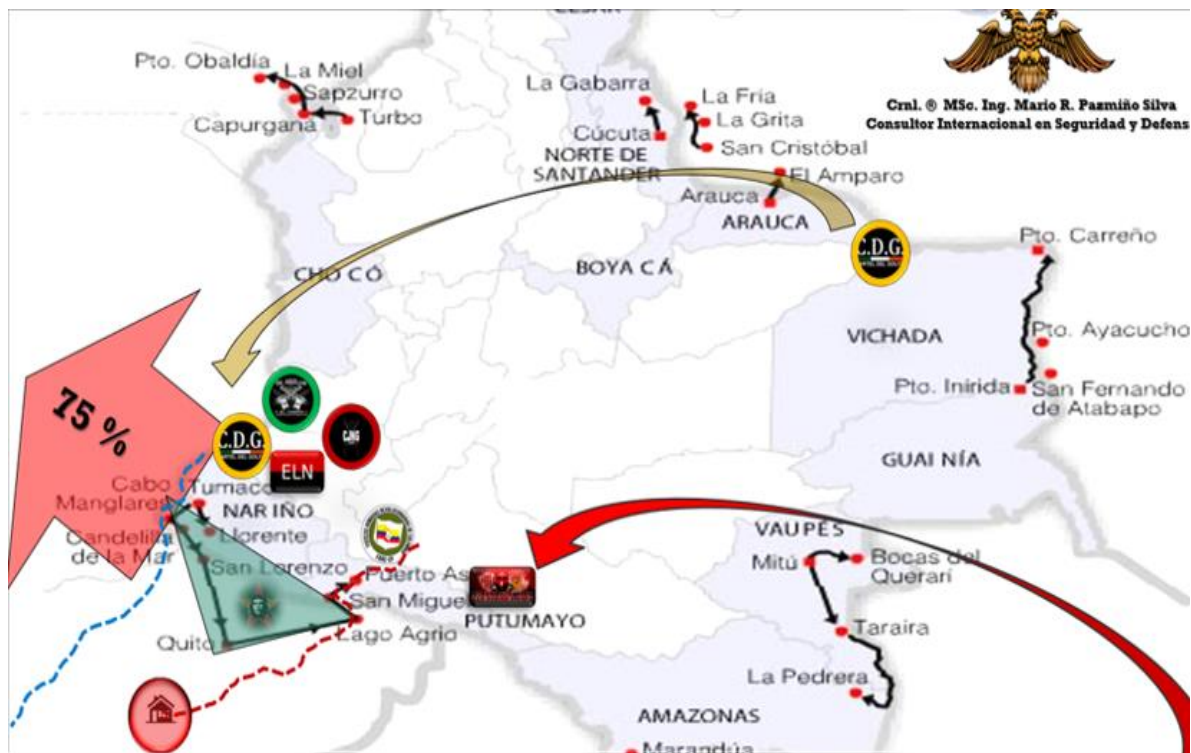 CESAR
Pto. Obaldía
La Miel
Sapzurro
Capurgana
Turbo
La Gabarra
Cúcuta
NORTE DE
SANTANDER
La Fría
La Grita
San Cristóbal
El Amparo
Arauca
ARAUCA
Crnl. ® MSc. Ing. Mario R. Pazmiño Silva
Consultor Internacional en Seguridad y Defens
CHO CÓ
BOYA CÁ
C.D.G.
Pto. Carreño
VICHADA
Pto. Ayacucho
Pto. Inirida
San Fernando
de Atabapo
GUAI NÍA
75 %
C.D.G.
CJNG
ELN
Cabo
Manglares
Tumaco
NAR IÑO
Candelilla
de la Mar
Llorente
San Lorenzo
Puerto As
San Migue
Quito
Lago Agrio
PUTUMAYO
VAUPÉS
Mitú
Bocas del
Querarí
Taraira
La Pedrera
AMAZONAS
Marandúa